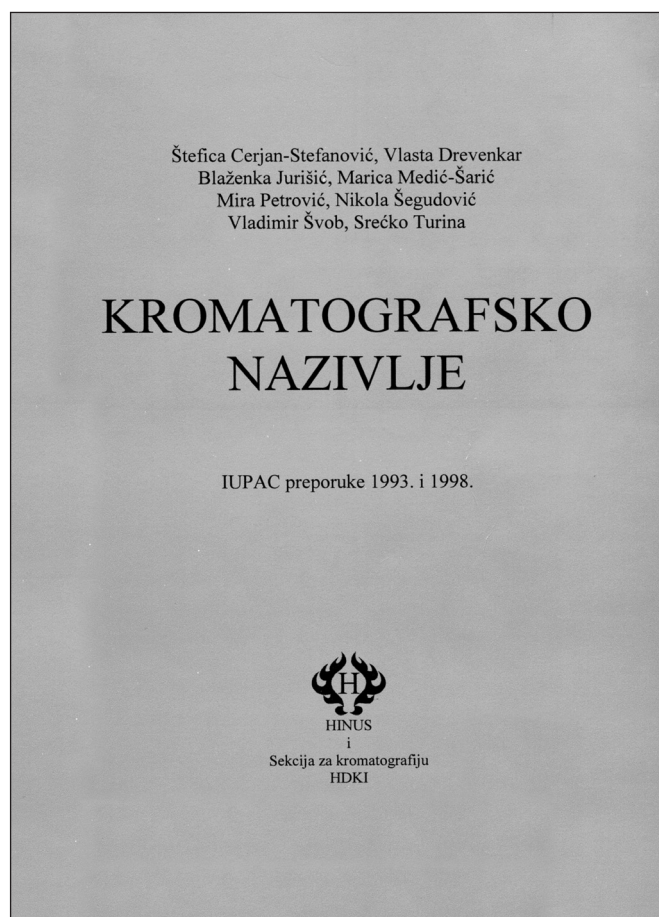 Štefica Cerjan-Stefanović, Vlasta Drevenkar
Blaženka Jurišić, Marica Medić-Šarić
Mira Petrović, Nikola Šegudović
Vladimir Švob, Srećko Turina
KROMATOGRAFSKO
NAZIVLJE
IUPAC preporuke 1993. i 1998.
H
HINUS
i
Sekcija za kromatografiju
HDKI